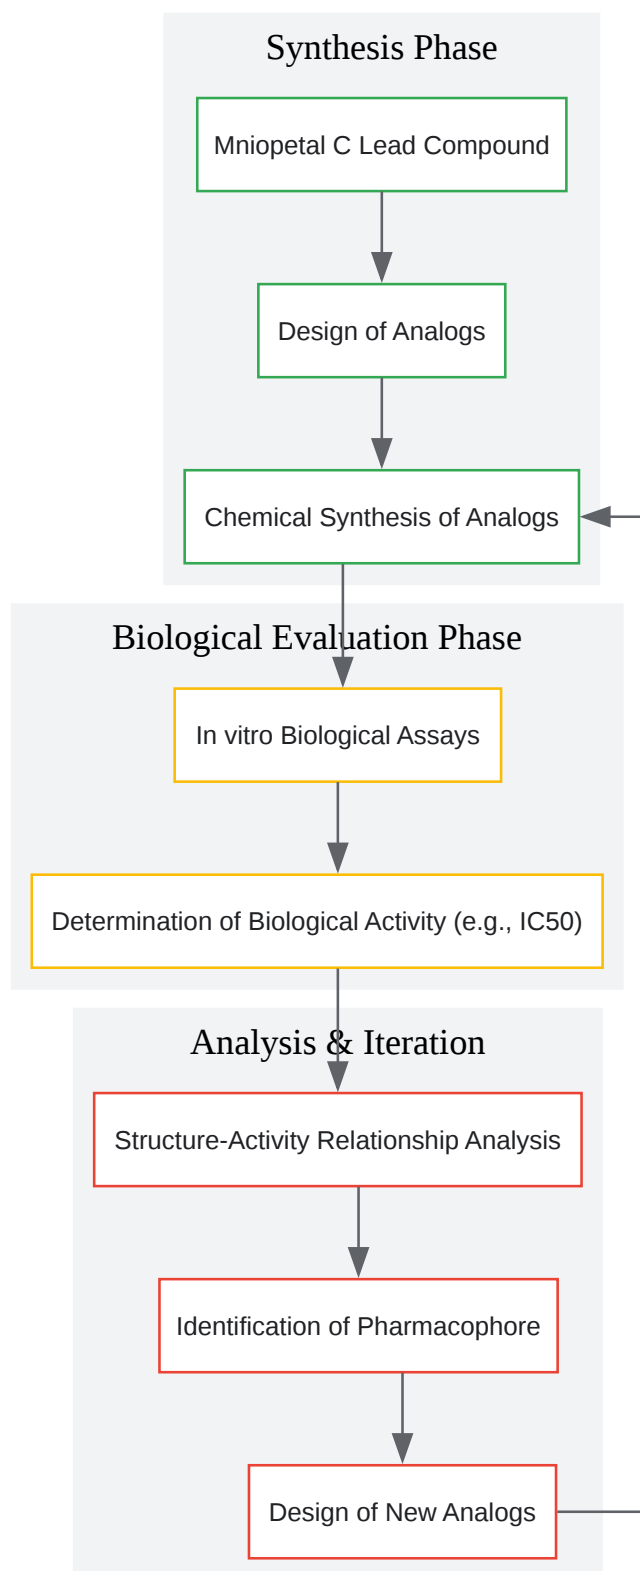 Synthesis Phase
Mniopetal C Lead Compound
Design of Analogs
Chemical Synthesis of Analogs
Biological Evaluation Phase
In vitro Biological Assays
Determination of Biological Activity (e.g., IC50)
Analysis & Iteration
Structure-Activity Relationship Analysis
Identification of Pharmacophore
Design of New Analogs